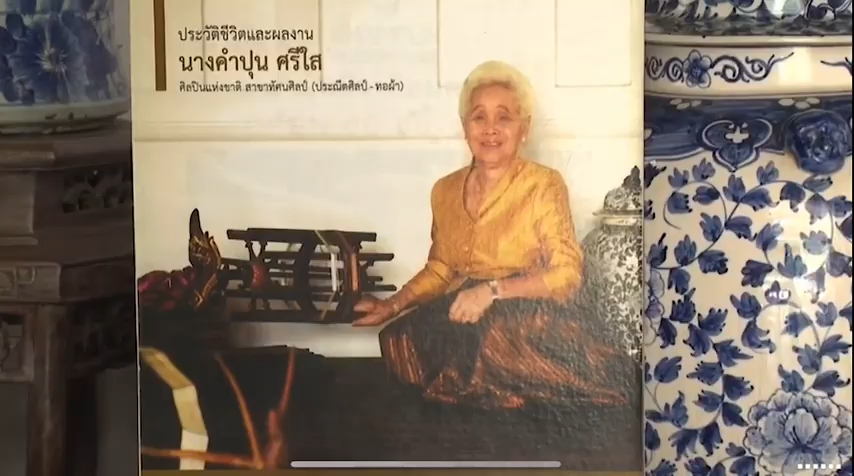 ประวัติชีวิตและผลงาน
นางคำปุน ศรีใส
ศิลปินแห่งชาติ สาขาทัศนศิลป์ (ประณีตศิลป์ - ทอผ้า)